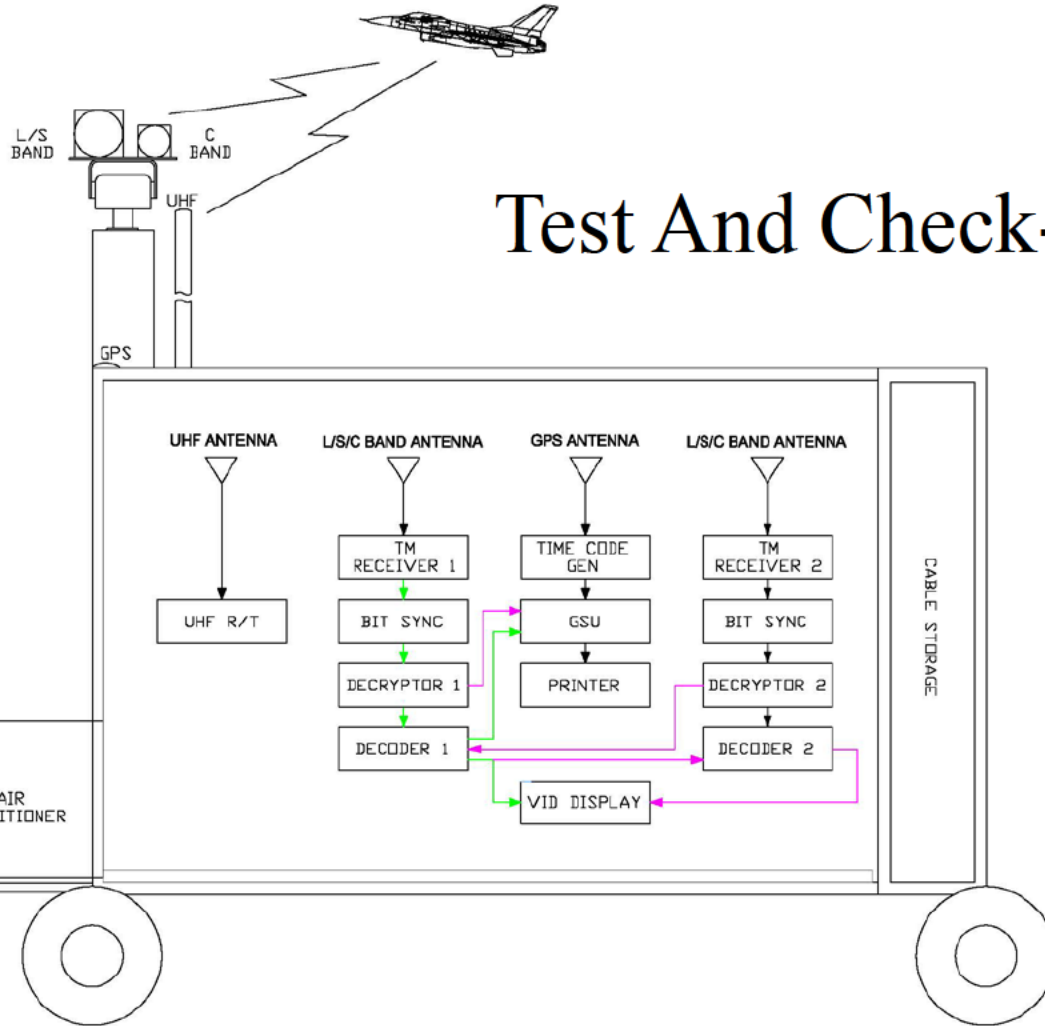 L/S
BAND
C
BAND
UHF
Test And Check-
GPS
UHF ANTENNA
L/S/C BAND ANTENNA
GPS ANTENNA
L/S/C BAND ANTENNA
TM
RECEIVER 1
TIME CODE
GEN
TM
RECEIVER 2
UHF R/T
BIT SYNC
GSU
BIT SYNC
DECRYPTOR 1
PRINTER
DECRYPTOR 2
DECODER 1
DECODER 2
VID DISPLAY
CABLE STORAGE
AIR
ITIONER